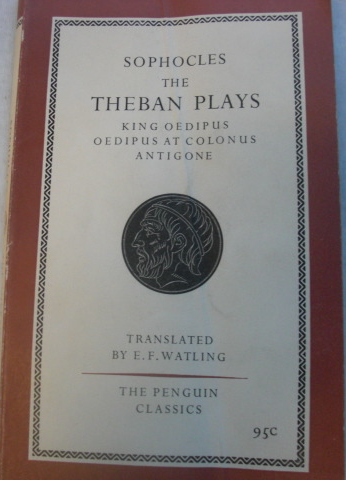 SOPHOCLES
THE
THEBAN PLAYS
KING OEDIPUS
OEDIPUS AT COLONUS
ANTIGONE
TRANSLATED
BY E. F. WATLING
THE PENGUIN
CLASSICS
95C